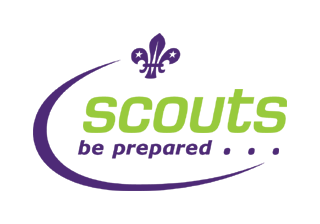 scouts
be prepared . . .